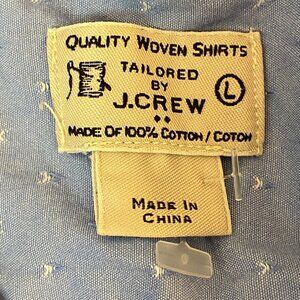 QUALITY WOVEN SHIRTS
TAILORED
BY
L
J.CREW
MADE OF 100% COTTON / COTON
MADE IN
CHINA